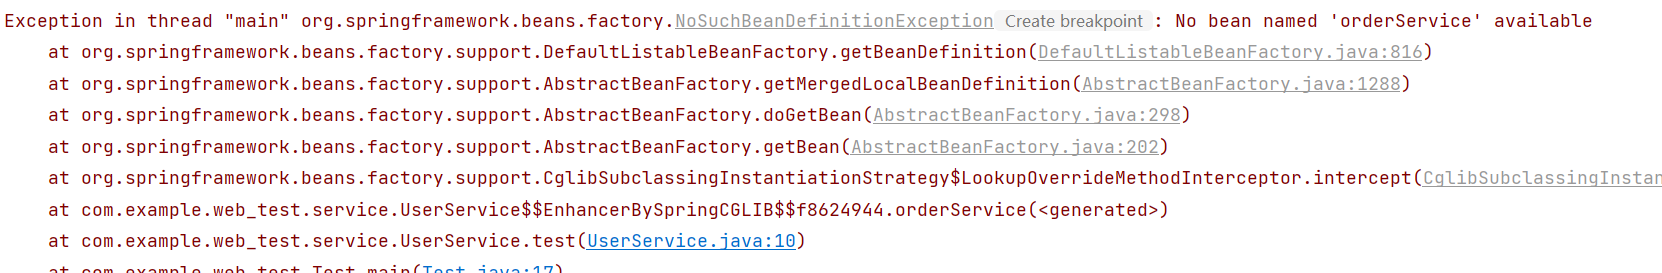 Exception in thread "main" org.springframework.beans.factory.NoSuchBeanDefinitionException Create breakpoint : No bean named 'orderService' available
at org.springframework.beans.factory.support.DefaultListableBeanFactory.getBeanDefinition(DefaultListableBeanFactory.java:816)
at org.springframework.beans.factory.support.AbstractBeanFactory.getMergedLocalBeanDefinition(AbstractBeanFactory.java:1288)
at org.springframework.beans.factory.support.AbstractBeanFactory.doGetBean(AbstractBeanFactory.java:298)
at org.springframework.beans.factory.support.AbstractBeanFactory.getBean(AbstractBeanFactory.java:202)
at org.springframework.beans.factory.support.CglibSubclassingInstantiationStrategy$LookupOverrideMethodInterceptor.intercept(CglibSubclassingInstan
at com.example.web_test.service.UserService$$EnhancerBySpringCGLIB$$f8624944.orderService(<generated>)
at com.example.web_test.service.UserService.test(UserService.java:10)
at com.example.web_test.Test.main(Test.java:17)